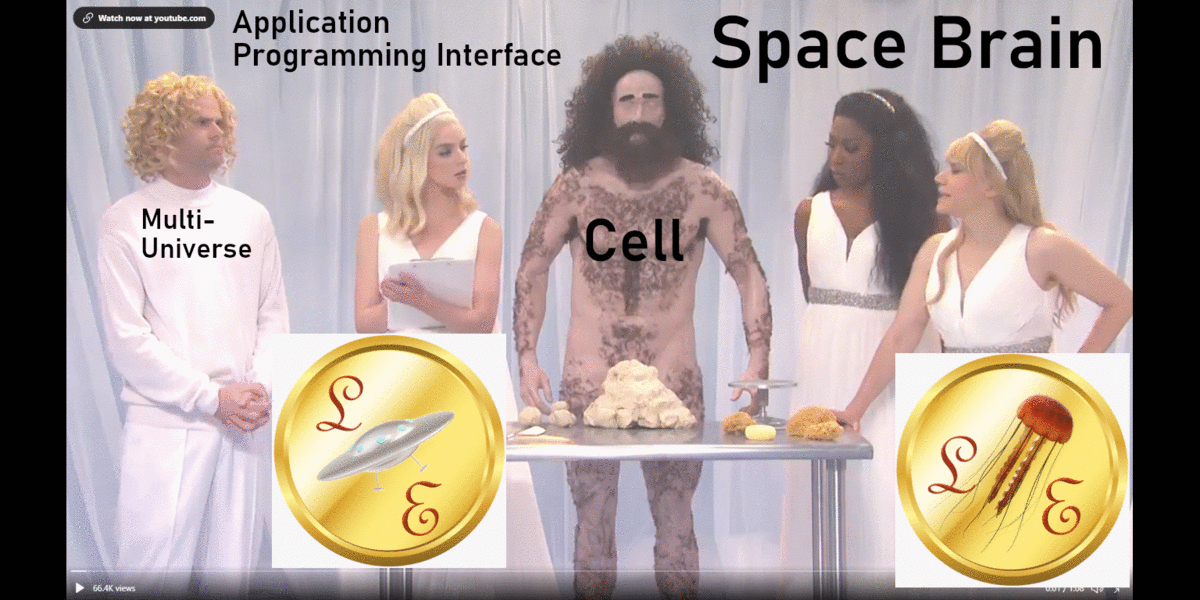 Watch now at youtube.com
Application
Programming Interface
Space Brain
Multi-
Universe
Cell
L
E
L
E
66.4K views
0:01 / 1:08